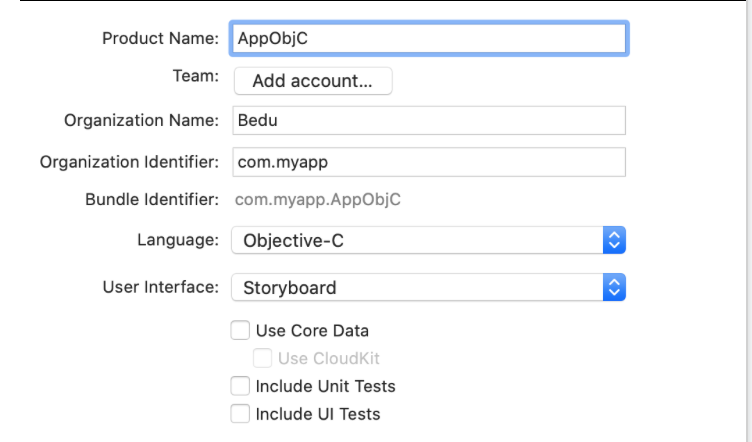 Product Name: AppObjC
Team: Add account...
Organization Name: Bedu
Organization Identifier: com.myapp
Bundle Identifier: com.myapp.AppObjC
Language: Objective-C
User Interface: Storyboard
Use Core Data
Use CloudKit
Include Unit Tests
Include UI Tests